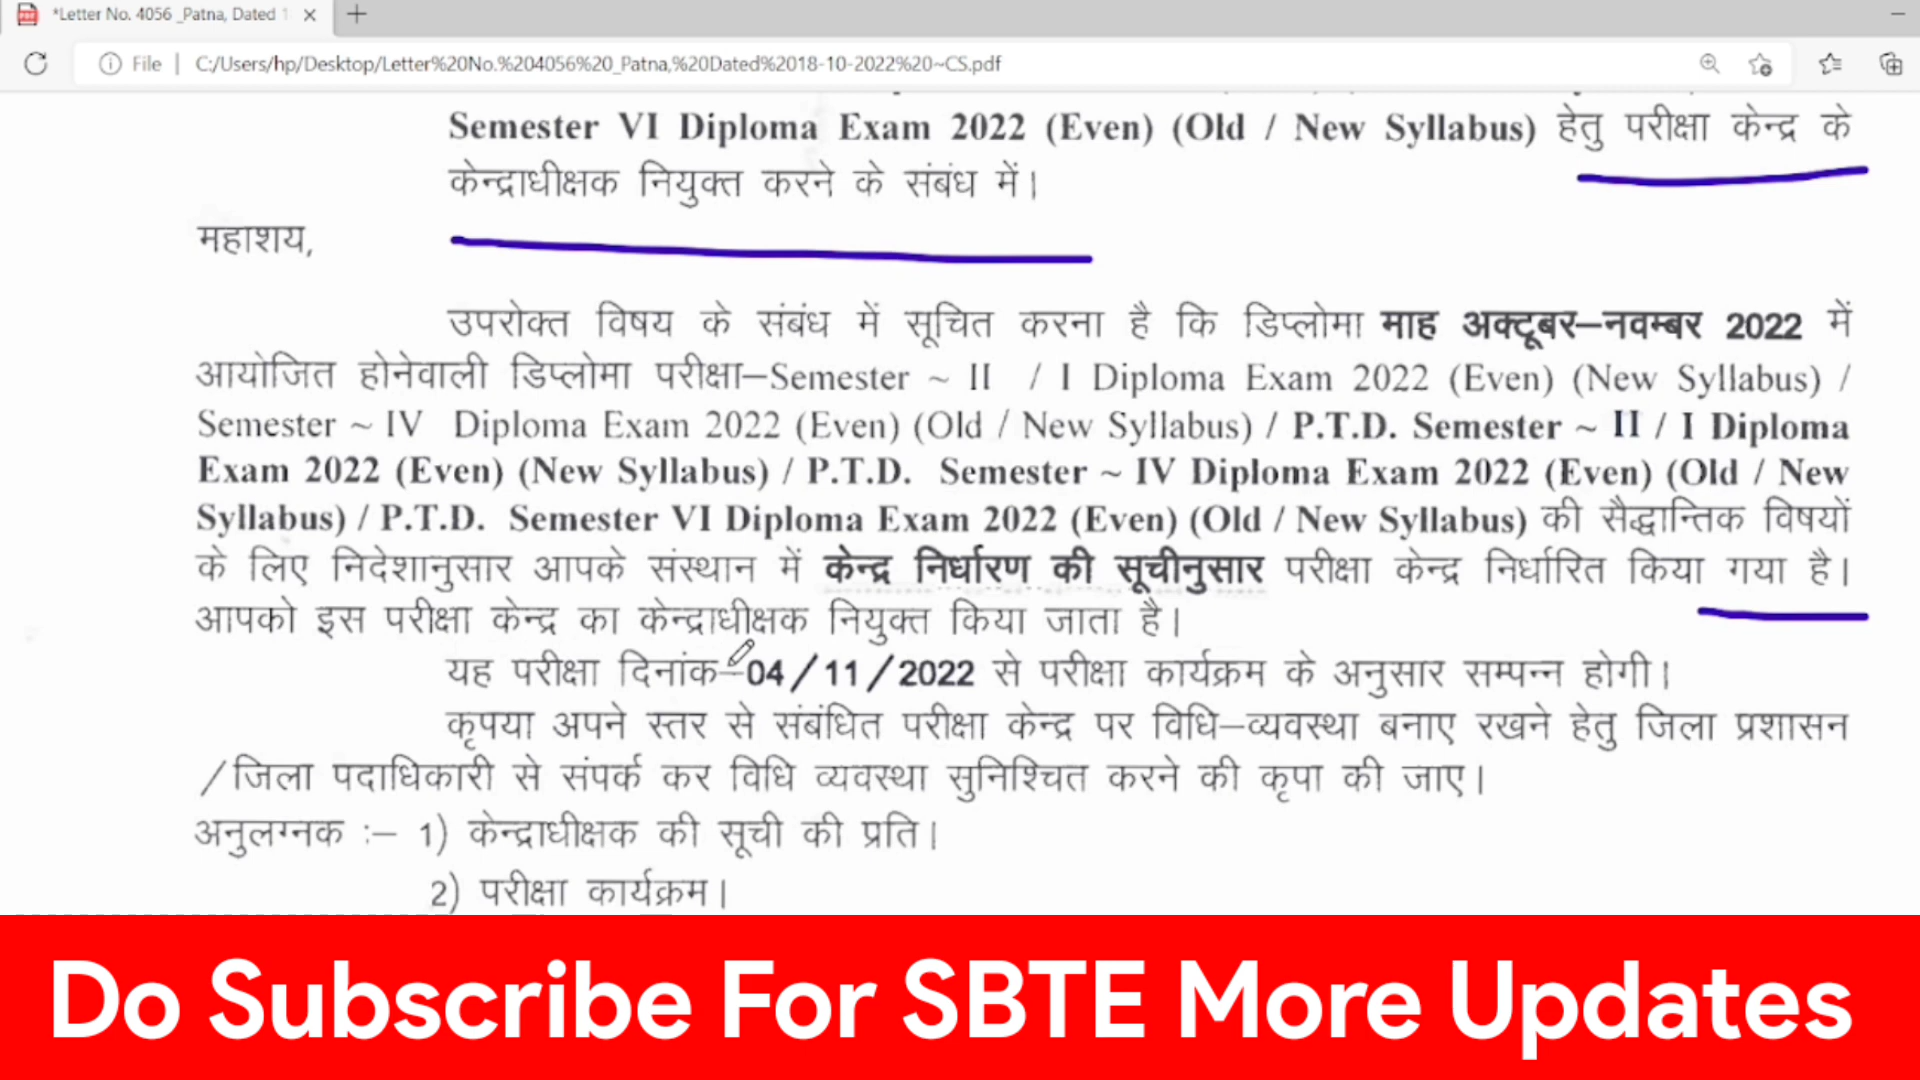 *Letter No. 4056 _Patna, Dated 1
File | C:/Users/hp/Desktop/Letter%20No.%204056%20_Patna,%20Dated%2018-10-2022%20~CS.pdf
Semester VI Diploma Exam 2022 (Even) (Old / New Syllabus) हेतु परीक्षा केन्द्र के
केन्द्राधीक्षक नियुक्त करने के संबंध में।
महाशय,
उपरोक्त विषय के संबंध में सूचित करना है कि डिप्लोमा माह अक्टूबर–नवम्बर 2022 में
आयोजित होनेवाली डिप्लोमा परीक्षा–Semester ~ II / I Diploma Exam 2022 (Even) (New Syllabus) /
Semester ~ IV Diploma Exam 2022 (Even) (Old / New Syllabus) / P.T.D. Semester ~ II / I Diploma
Exam 2022 (Even) (New Syllabus) / P.T.D. Semester ~ IV Diploma Exam 2022 (Even) (Old / New
Syllabus) / P.T.D. Semester VI Diploma Exam 2022 (Even) (Old / New Syllabus) की सैद्धान्तिक विषयों
के लिए निदेशानुसार आपके संस्थान में केन्द्र निर्धारण की सूचीनुसार परीक्षा केन्द्र निर्धारित किया गया है।
आपको इस परीक्षा केन्द्र का केन्द्राधीक्षक नियुक्त किया जाता है।
यह परीक्षा दिनांक–04/11/2022 से परीक्षा कार्यक्रम के अनुसार सम्पन्न होगी।
कृपया अपने स्तर से संबंधित परीक्षा केन्द्र पर विधि–व्यवस्था बनाए रखने हेतु जिला प्रशासन
/जिला पदाधिकारी से संपर्क कर विधि व्यवस्था सुनिश्चित करने की कृपा की जाए।
अनुलग्नक :– 1) केन्द्राधीक्षक की सूची की प्रति।
2) परीक्षा कार्यक्रम।
Do Subscribe For SBTE More Updates